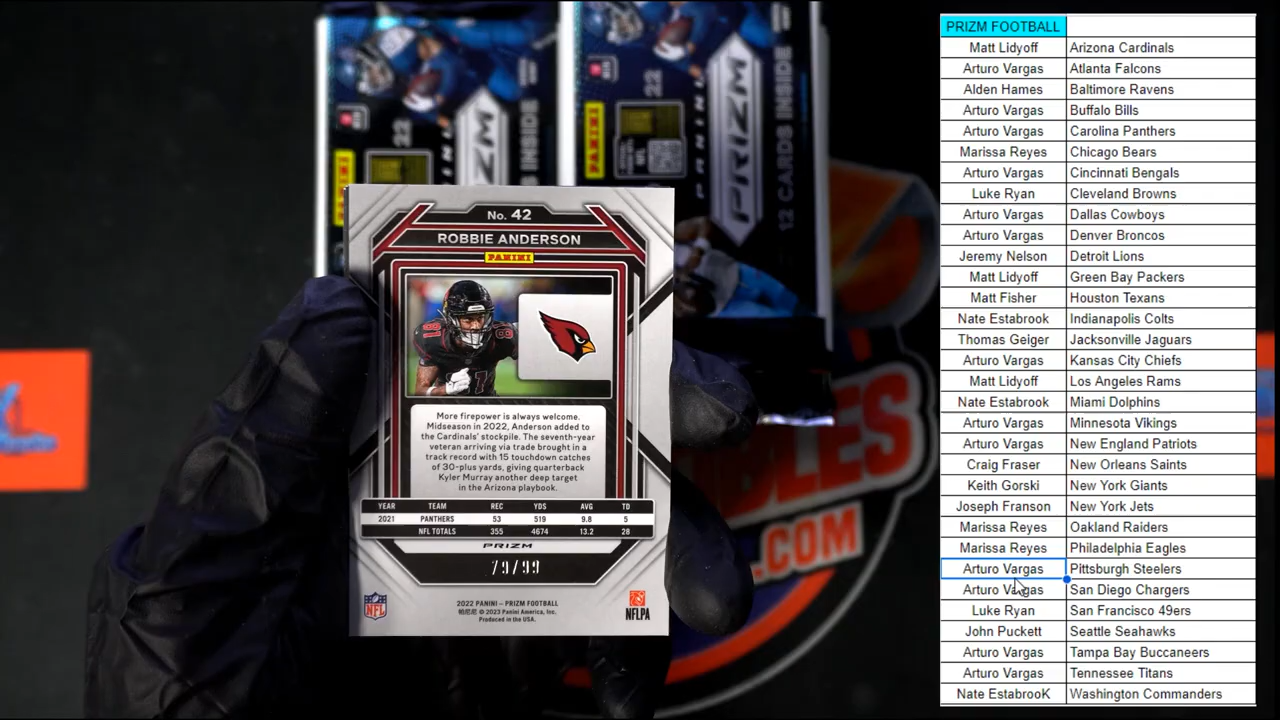 No. 42
ROBBIE ANDERSON
PANINI
More firepower is always welcome.
Midseason in 2022, Anderson added to
the Cardinals' stockpile. The seventh-year
veteran arriving via trade brought in a
track record with 15 touchdown catches
of 30-plus yards, giving quarterback
Kyler Murray another deep target
in the Arizona playbook.
YEAR TEAM REC YDS AVG TD
2021 PANTHERS 53 519 9.8 5
NFL TOTALS 355 4674 13.2 28
PRIZM
79/99
2022 PANINI – PRIZM FOOTBALL
帕尼尼 © 2023 Panini America, Inc.
Produced in the USA.
NFL
NFLPA
PANINI
PRIZM
12 CARDS INSIDE
22
.COM
PRIZM FOOTBALL
Matt Lidyoff Arizona Cardinals
Arturo Vargas Atlanta Falcons
Alden Hames Baltimore Ravens
Arturo Vargas Buffalo Bills
Arturo Vargas Carolina Panthers
Marissa Reyes Chicago Bears
Arturo Vargas Cincinnati Bengals
Luke Ryan Cleveland Browns
Arturo Vargas Dallas Cowboys
Arturo Vargas Denver Broncos
Jeremy Nelson Detroit Lions
Matt Lidyoff Green Bay Packers
Matt Fisher Houston Texans
Nate Estabrook Indianapolis Colts
Thomas Geiger Jacksonville Jaguars
Arturo Vargas Kansas City Chiefs
Matt Lidyoff Los Angeles Rams
Nate Estabrook Miami Dolphins
Arturo Vargas Minnesota Vikings
Arturo Vargas New England Patriots
Craig Fraser New Orleans Saints
Keith Gorski New York Giants
Joseph Franson New York Jets
Marissa Reyes Oakland Raiders
Marissa Reyes Philadelphia Eagles
Arturo Vargas Pittsburgh Steelers
Arturo Vargas San Diego Chargers
Luke Ryan San Francisco 49ers
John Puckett Seattle Seahawks
Arturo Vargas Tampa Bay Buccaneers
Arturo Vargas Tennessee Titans
Nate EstabrooK Washington Commanders